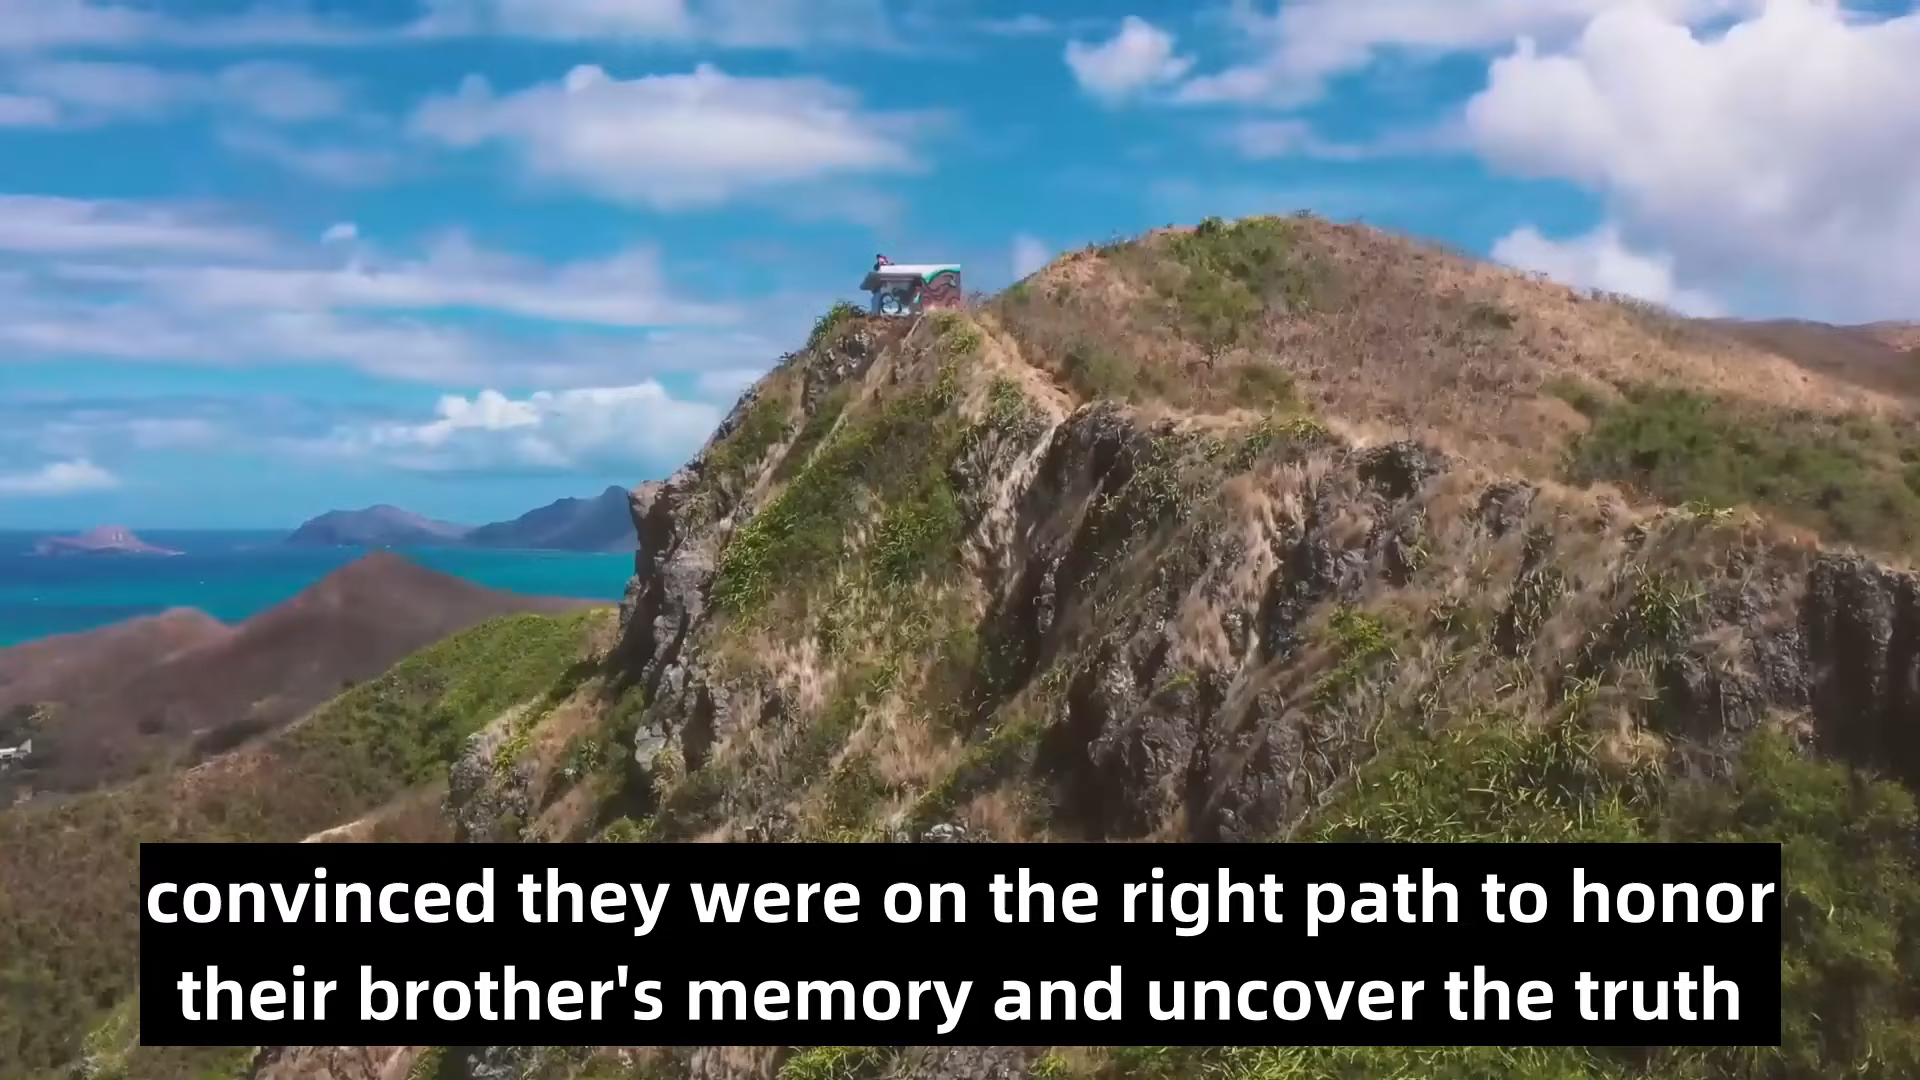 convinced they were on the right path to honor
their brother's memory and uncover the truth